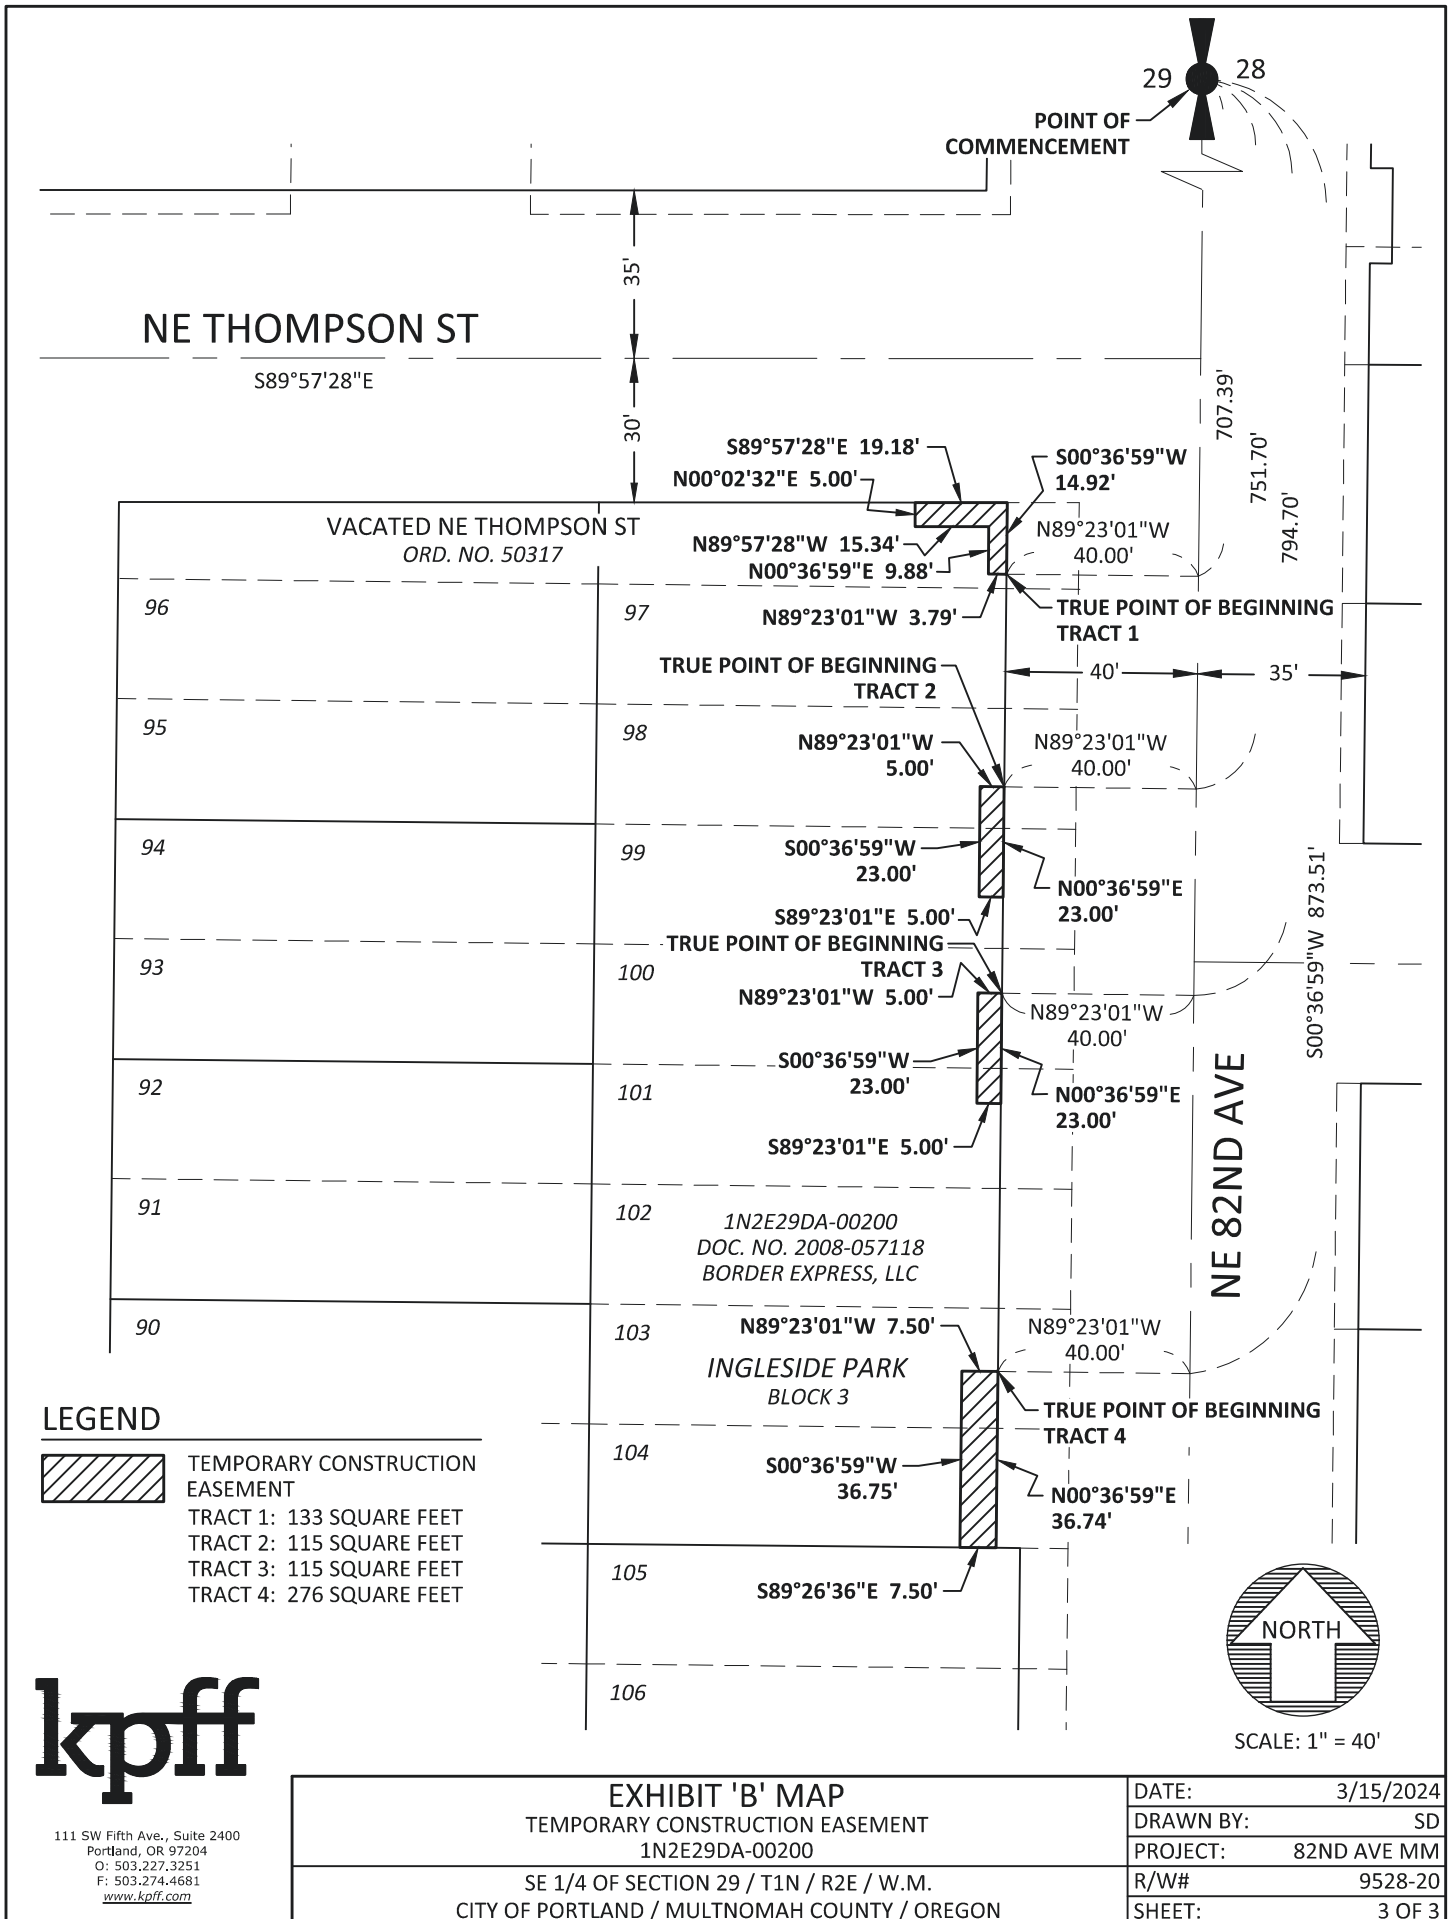 29
28
POINT OF
COMMENCEMENT
35'
NE THOMPSON ST
S89°57'28"E
30'
707.39'
751.70'
794.70'
S89°57'28"E 19.18'
N00°02'32"E 5.00'
S00°36'59"W
14.92'
VACATED NE THOMPSON ST
ORD. NO. 50317
N89°57'28"W 15.34'
N00°36'59"E 9.88'
N89°23'01"W
40.00'
N89°23'01"W 3.79'
TRUE POINT OF BEGINNING
TRACT 1
96
97
TRUE POINT OF BEGINNING
TRACT 2
40'
35'
95
98
N89°23'01"W
5.00'
N89°23'01"W
40.00'
94
99
S00°36'59"W
23.00'
N00°36'59"E
23.00'
S00°36'59"W 873.51'
S89°23'01"E 5.00'
TRUE POINT OF BEGINNING
TRACT 3
93
100
N89°23'01"W 5.00'
N89°23'01"W
40.00'
S00°36'59"W
23.00'
92
101
N00°36'59"E
23.00'
S89°23'01"E 5.00'
NE 82ND AVE
91
102
1N2E29DA-00200
DOC. NO. 2008-057118
BORDER EXPRESS, LLC
90
103
N89°23'01"W 7.50'
N89°23'01"W
40.00'
INGLESIDE PARK
BLOCK 3
TRUE POINT OF BEGINNING
TRACT 4
104
S00°36'59"W
36.75'
N00°36'59"E
36.74'
105
S89°26'36"E 7.50'
106
LEGEND
TEMPORARY CONSTRUCTION
EASEMENT
TRACT 1: 133 SQUARE FEET
TRACT 2: 115 SQUARE FEET
TRACT 3: 115 SQUARE FEET
TRACT 4: 276 SQUARE FEET
NORTH
SCALE: 1" = 40'
kpff
111 SW Fifth Ave., Suite 2400
Portland, OR 97204
O: 503.227.3251
F: 503.274.4681
www.kpff.com
EXHIBIT 'B' MAP
TEMPORARY CONSTRUCTION EASEMENT
1N2E29DA-00200
SE 1/4 OF SECTION 29 / T1N / R2E / W.M.
CITY OF PORTLAND / MULTNOMAH COUNTY / OREGON
DATE: 3/15/2024
DRAWN BY: SD
PROJECT: 82ND AVE MM
R/W# 9528-20
SHEET: 3 OF 3